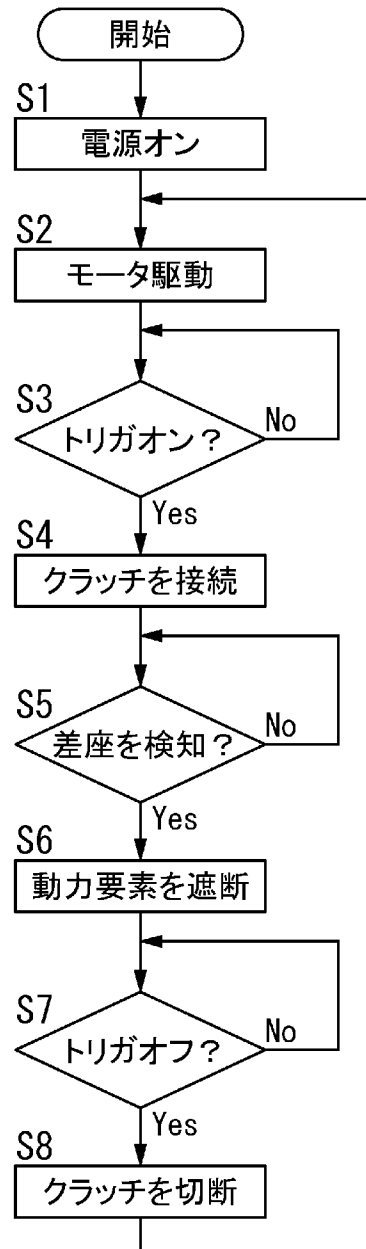 開始
S1
電源オン
S2
モータ駆動
S3
トリガオン？
No
Yes
S4
クラッチを接続
S5
差座を検知？
No
Yes
S6
動力要素を遮断
S7
トリガオフ？
No
Yes
S8
クラッチを切断